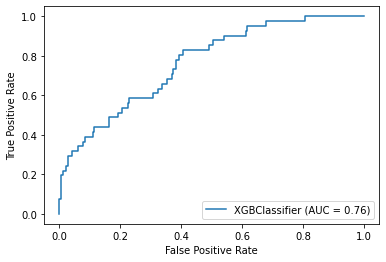 1.0
0.8
0.6
0.4
0.2
0.0
True Positive Rate
XGBClassifier (AUC = 0.76)
0.0 0.2 0.4 0.6 0.8 1.0
False Positive Rate